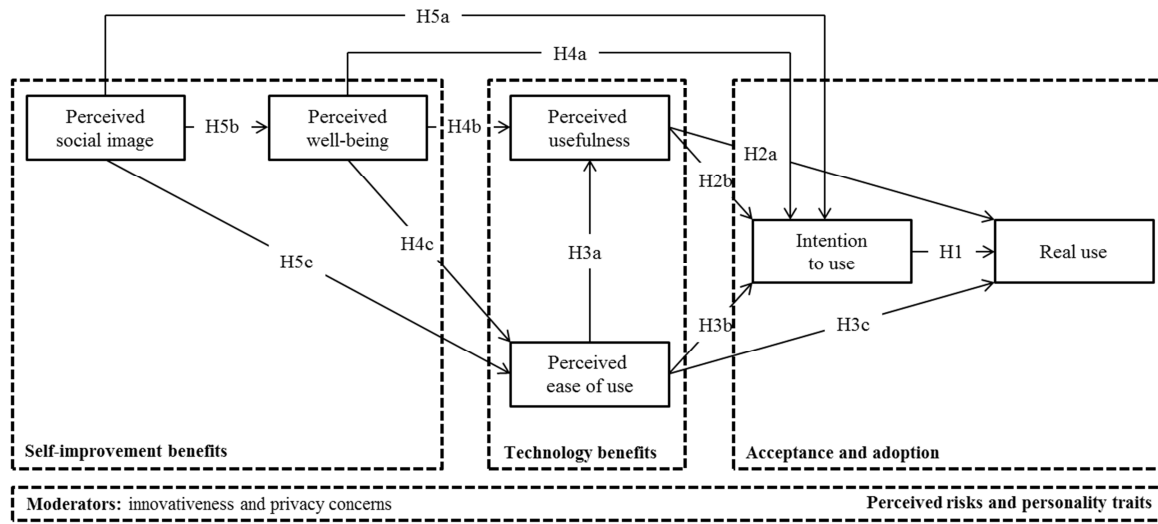 H5a
H4a
Perceived
social image
H5b
Perceived
well-being
H4b
Perceived
usefulness
H2a
H2b
H4c
H5c
H3a
Intention
to use
H1
Real use
H3b
H3c
Perceived
ease of use
Self-improvement benefits
Technology benefits
Acceptance and adoption
Moderators: innovativeness and privacy concerns
Perceived risks and personality traits